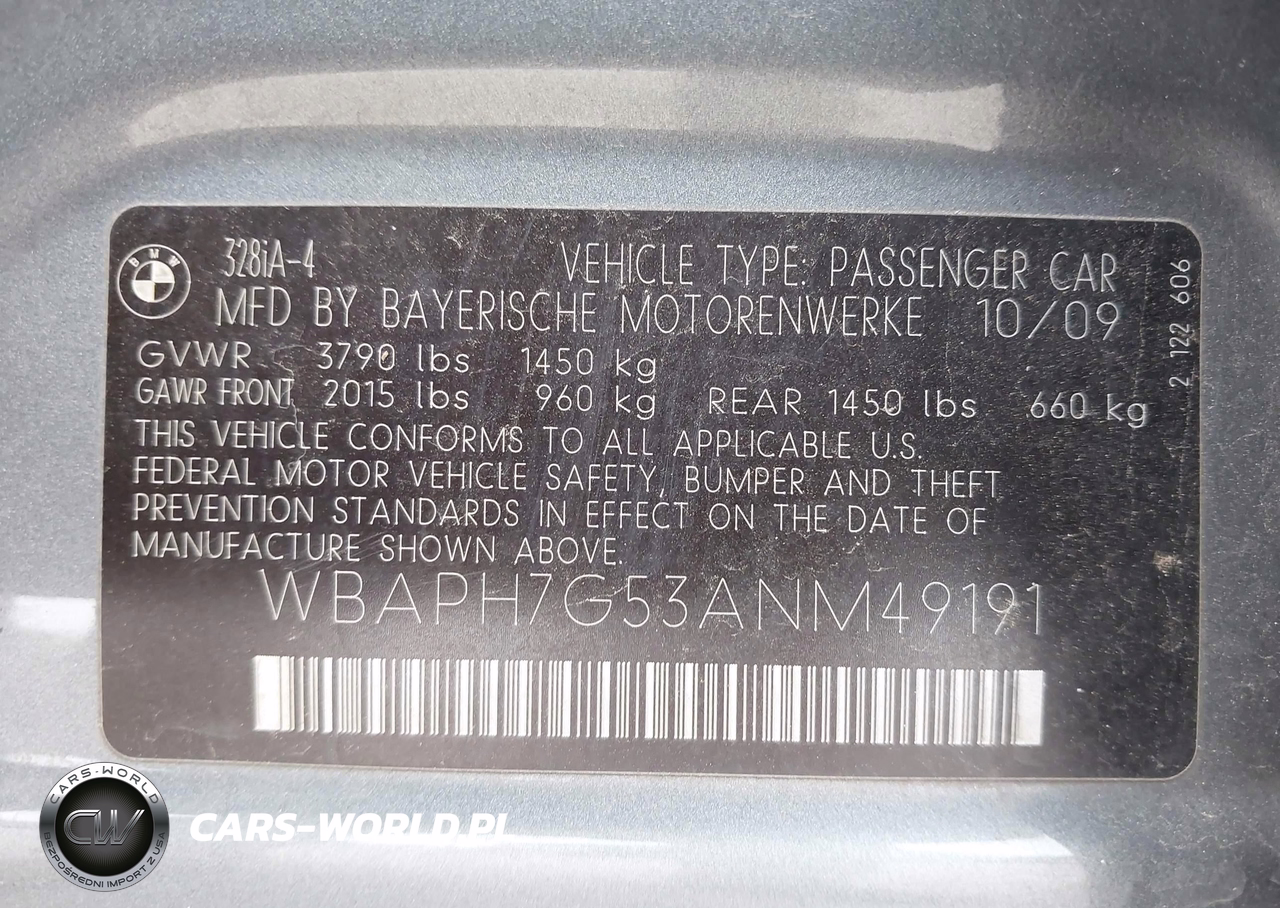 BMW
328iA-4 VEHICLE TYPE: PASSENGER CAR
MFD BY BAYERISCHE MOTORENWERKE 10/09
GVWR 3790 lbs 1450 kg
GAWR FRONT 2015 lbs 960 kg REAR 1450 lbs 660 kg
THIS VEHICLE CONFORMS TO ALL APPLICABLE U.S.
FEDERAL MOTOR VEHICLE SAFETY, BUMPER AND THEFT
PREVENTION STANDARDS IN EFFECT ON THE DATE OF
MANUFACTURE SHOWN ABOVE.
WBAPH7G53ANM49191
2 122 606
CARS-WORLD
CW
BEZPOŚREDNI IMPORT Z USA
CARS-WORLD.PL